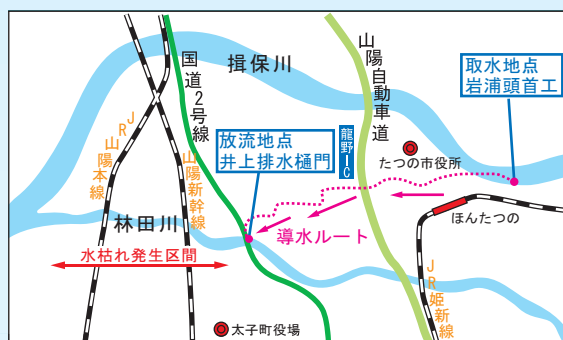 国道2号線
揖保川
山陽自動車道
取水地点
岩浦頭首工
放流地点
井上排水樋門
龍野IC
たつの市役所
JR山陽本線
山陽新幹線
ほんたつの
導水ルート
林田川
水枯れ発生区間
JR姫新線
太子町役場